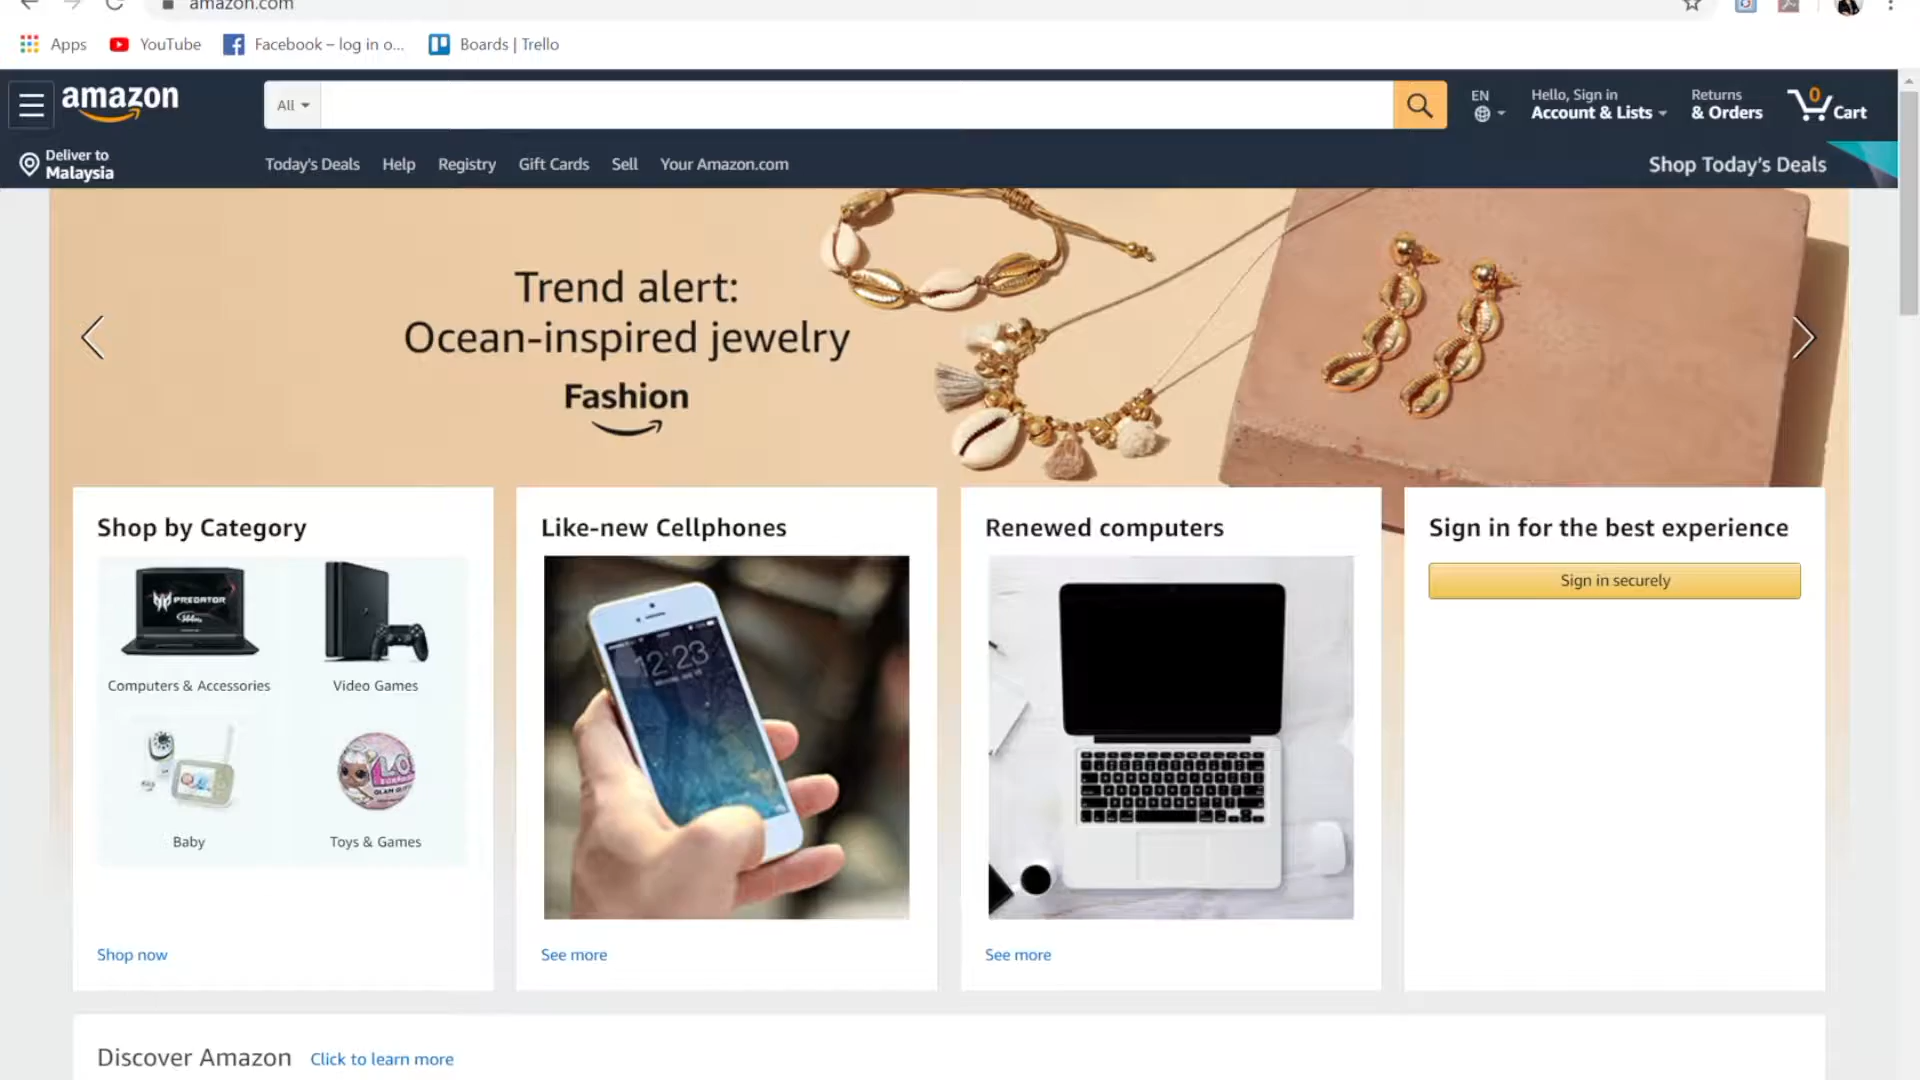 amazon.com
Apps YouTube Facebook – log in o... Boards | Trello
amazon All EN Hello, Sign in Account & Lists Returns & Orders 0 Cart
Deliver to Malaysia Today's Deals Help Registry Gift Cards Sell Your Amazon.com Shop Today's Deals
Trend alert:
Ocean-inspired jewelry
Fashion
Shop by Category
PREDATOR
Computers & Accessories
Video Games
Baby
Toys & Games
Shop now
Like-new Cellphones
12:23
See more
Renewed computers
See more
Sign in for the best experience
Sign in securely
Discover Amazon Click to learn more